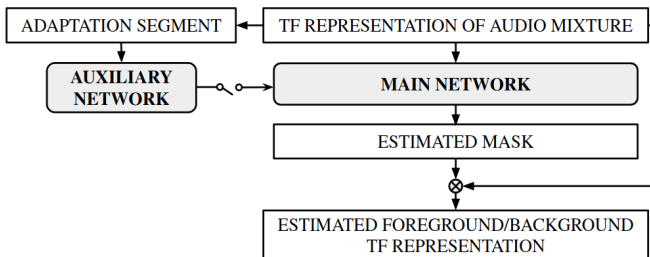 ADAPTATION SEGMENT
TF REPRESENTATION OF AUDIO MIXTURE
AUXILIARY
NETWORK
MAIN NETWORK
ESTIMATED MASK
ESTIMATED FOREGROUND/BACKGROUND
TF REPRESENTATION